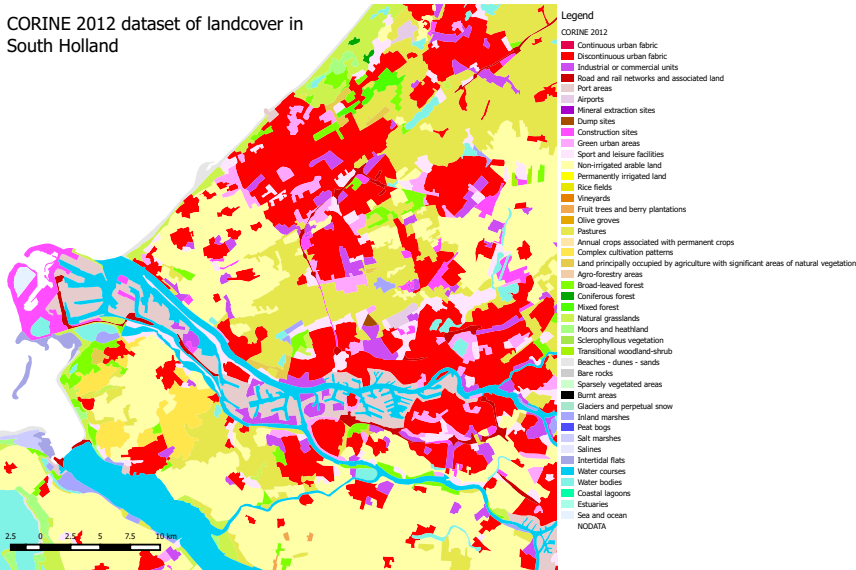 CORINE 2012 dataset of landcover in
South Holland
Legend
CORINE 2012
Continuous urban fabric
Discontinuous urban fabric
Industrial or commercial units
Road and rail networks and associated land
Port areas
Airports
Mineral extraction sites
Dump sites
Construction sites
Green urban areas
Sport and leisure facilities
Non-irrigated arable land
Permanently irrigated land
Rice fields
Vineyards
Fruit trees and berry plantations
Olive groves
Pastures
Annual crops associated with permanent crops
Complex cultivation patterns
Land principally occupied by agriculture with significant areas of natural vegetation
Agro-forestry areas
Broad-leaved forest
Coniferous forest
Mixed forest
Natural grasslands
Moors and heathland
Sclerophyllous vegetation
Transitional woodland-shrub
Beaches - dunes - sands
Bare rocks
Sparsely vegetated areas
Burnt areas
Glaciers and perpetual snow
Inland marshes
Peat bogs
Salt marshes
Salines
Intertidal flats
Water courses
Water bodies
Coastal lagoons
Estuaries
Sea and ocean
NODATA
2.5 0 2.5 5 7.5 10 km